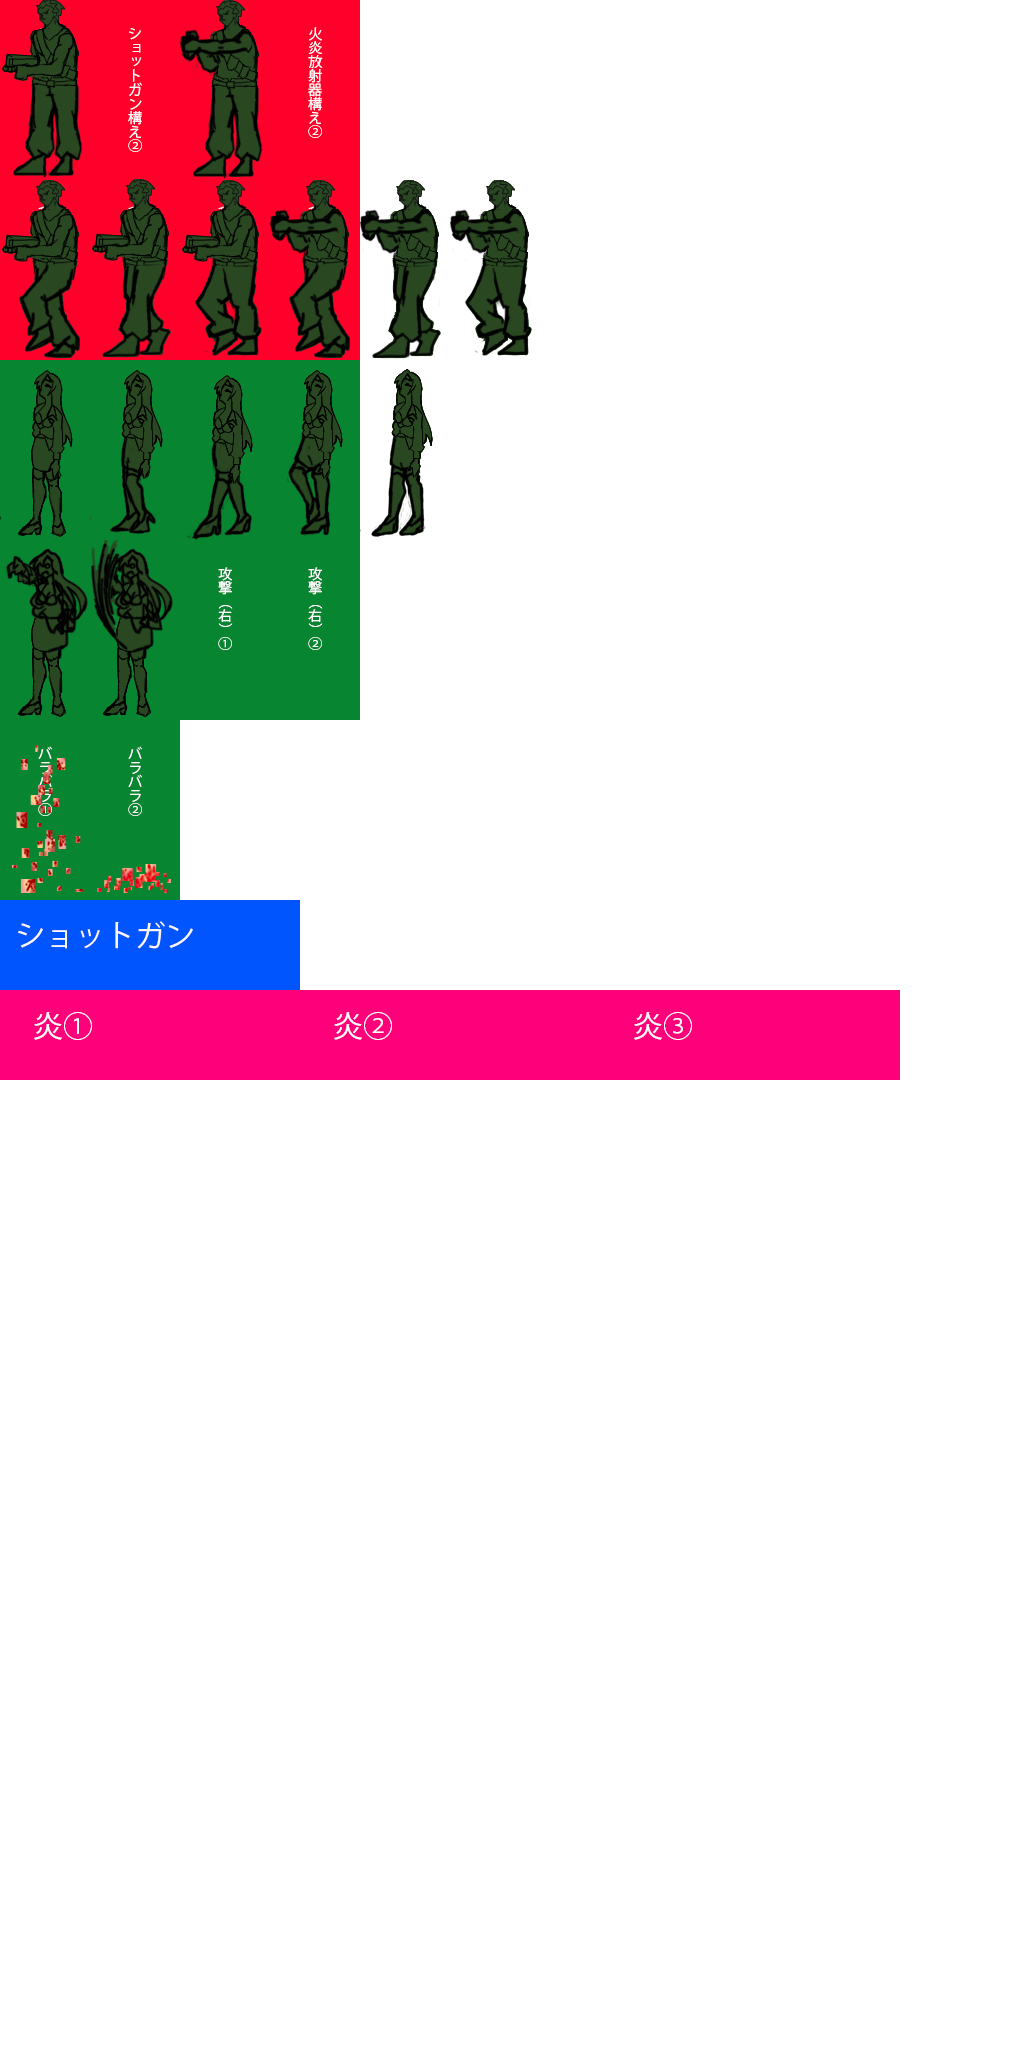 ショットガン構え②
火炎放射器構え②
攻撃（右）①
攻撃（右）②
バラバラ①
バラバラ②
ショットガン
炎①
炎②
炎③